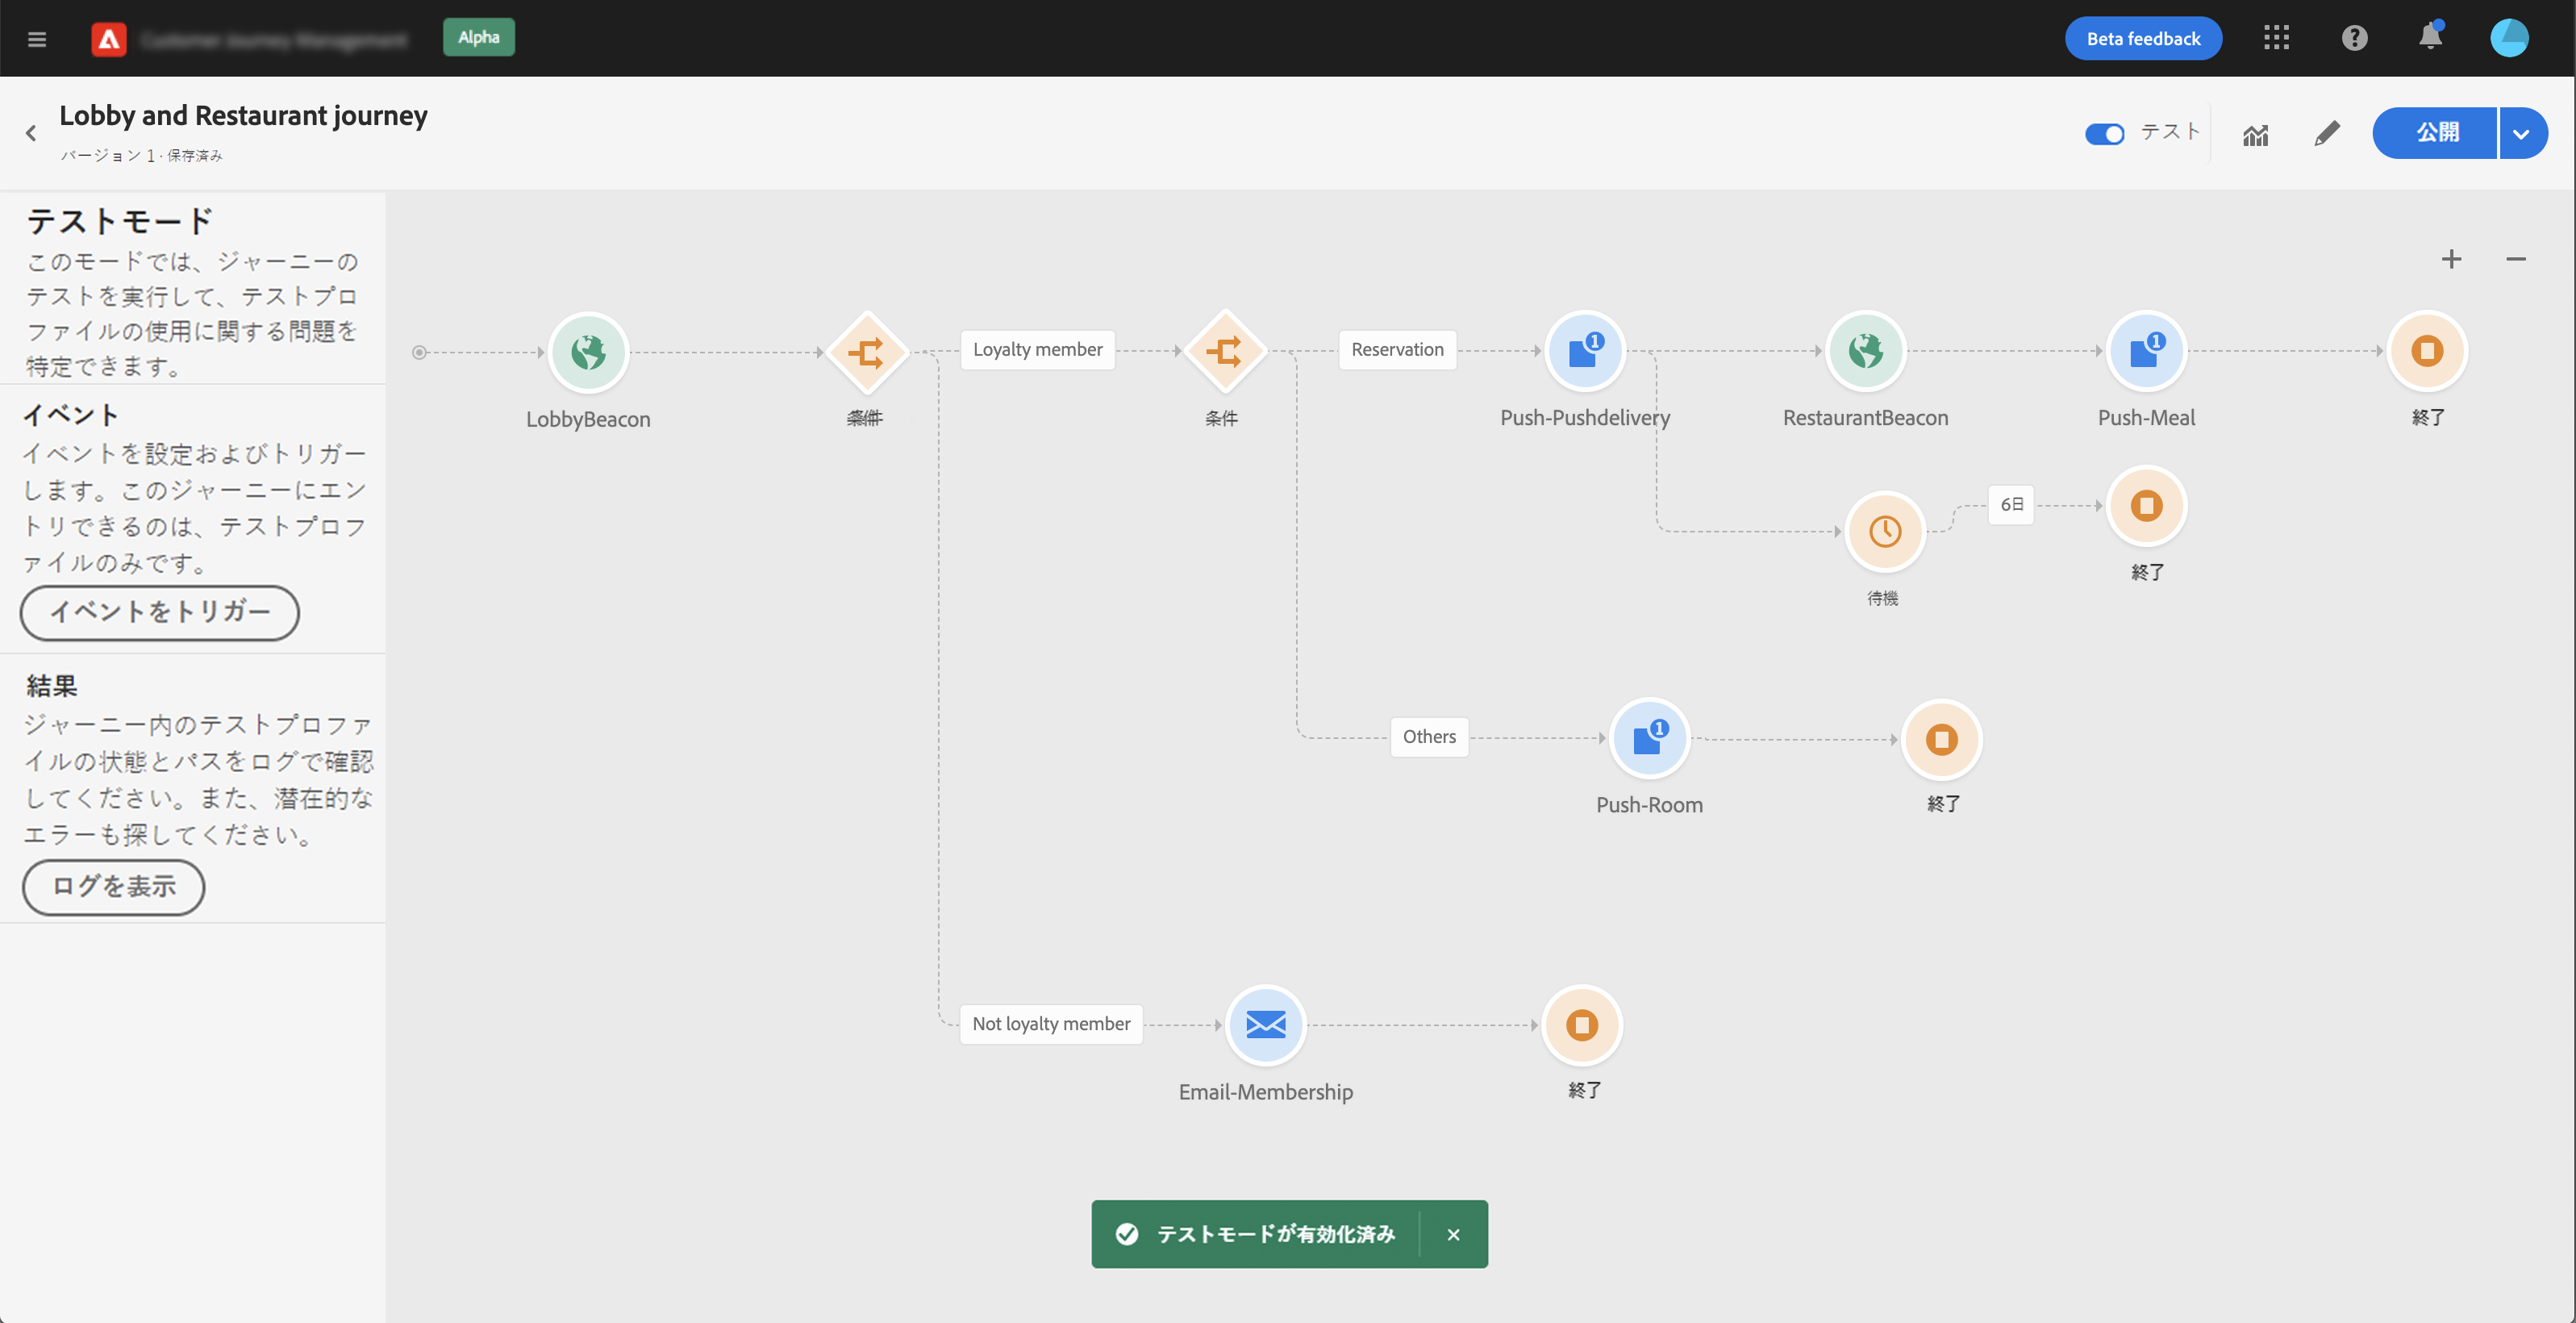 Alpha
Beta feedback
Lobby and Restaurant journey
バージョン 1 · 保存済み
テスト
公開
テストモード
このモードでは、ジャーニーの
テストを実行して、テストプロ
ファイルの使用に関する問題を
特定できます。
イベント
イベントを設定およびトリガー
します。このジャーニーにエン
トリできるのは、テストプロフ
ァイルのみです。
イベントをトリガー
結果
ジャーニー内のテストプロファ
イルの状態とパスをログで確認
してください。また、潜在的な
エラーも探してください。
ログを表示
Loyalty member
Reservation
1
1
LobbyBeacon
条件
条件
Push-Pushdelivery
RestaurantBeacon
Push-Meal
終了
6日
終了
待機
Others
1
Push-Room
終了
Not loyalty member
Email-Membership
終了
テストモードが有効化済み